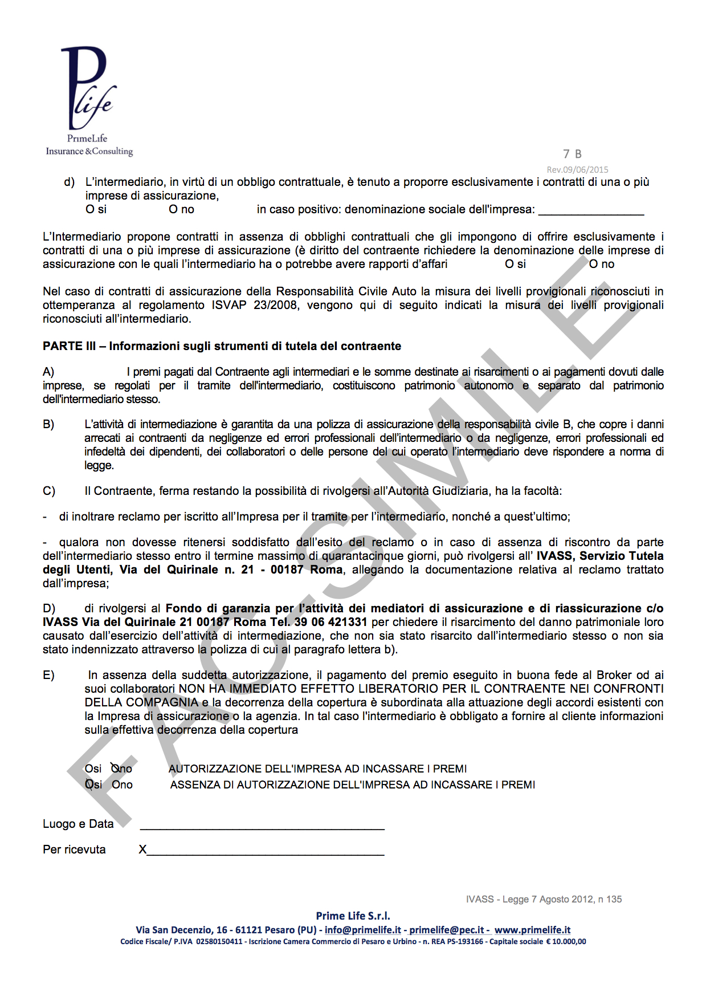 Plife
PrimeLife
Insurance &Consulting
7 B
Rev.09/06/2015
d) L’intermediario, in virtù di un obbligo contrattuale, è tenuto a proporre esclusivamente i contratti di una o più
imprese di assicurazione,
O si O no in caso positivo: denominazione sociale dell'impresa: ________________
L’Intermediario propone contratti in assenza di obblighi contrattuali che gli impongono di offrire esclusivamente i
contratti di una o più imprese di assicurazione (è diritto del contraente richiedere la denominazione delle imprese di
assicurazione con le quali l’intermediario ha o potrebbe avere rapporti d’affari O si O no
Nel caso di contratti di assicurazione della Responsabilità Civile Auto la misura dei livelli provigionali riconosciuti in
ottemperanza al regolamento ISVAP 23/2008, vengono qui di seguito indicati la misura dei livelli provigionali
riconosciuti all’intermediario.
PARTE III – Informazioni sugli strumenti di tutela del contraente
A) I premi pagati dal Contraente agli intermediari e le somme destinate ai risarcimenti o ai pagamenti dovuti dalle
imprese, se regolati per il tramite dell'intermediario, costituiscono patrimonio autonomo e separato dal patrimonio
dell'intermediario stesso.
B) L’attività di intermediazione è garantita da una polizza di assicurazione della responsabilità civile B, che copre i danni
arrecati ai contraenti da negligenze ed errori professionali dell’intermediario o da negligenze, errori professionali ed
infedeltà dei dipendenti, dei collaboratori o delle persone del cui operato l’intermediario deve rispondere a norma di
legge.
C) Il Contraente, ferma restando la possibilità di rivolgersi all’Autorità Giudiziaria, ha la facoltà:
- di inoltrare reclamo per iscritto all’Impresa per il tramite per l’intermediario, nonché a quest’ultimo;
- qualora non dovesse ritenersi soddisfatto dall’esito del reclamo o in caso di assenza di riscontro da parte
dell’intermediario stesso entro il termine massimo di quarantacinque giorni, può rivolgersi all’ IVASS, Servizio Tutela
degli Utenti, Via del Quirinale n. 21 - 00187 Roma, allegando la documentazione relativa al reclamo trattato
dall’impresa;
D) di rivolgersi al Fondo di garanzia per l’attività dei mediatori di assicurazione e di riassicurazione c/o
IVASS Via del Quirinale 21 00187 Roma Tel. 39 06 421331 per chiedere il risarcimento del danno patrimoniale loro
causato dall’esercizio dell’attività di intermediazione, che non sia stato risarcito dall’intermediario stesso o non sia
stato indennizzato attraverso la polizza di cui al paragrafo lettera b).
E) In assenza della suddetta autorizzazione, il pagamento del premio eseguito in buona fede al Broker od ai
suoi collaboratori NON HA IMMEDIATO EFFETTO LIBERATORIO PER IL CONTRAENTE NEI CONFRONTI
DELLA COMPAGNIA e la decorrenza della copertura è subordinata alla attuazione degli accordi esistenti con
la Impresa di assicurazione o la agenzia. In tal caso l'intermediario è obbligato a fornire al cliente informazioni
sulla effettiva decorrenza della copertura
Osi Ono AUTORIZZAZIONE DELL'IMPRESA AD INCASSARE I PREMI
Osi Ono ASSENZA DI AUTORIZZAZIONE DELL'IMPRESA AD INCASSARE I PREMI
Luogo e Data ____________________________________
Per ricevuta X___________________________________
FAC-SIMILE
IVASS - Legge 7 Agosto 2012, n 135
Prime Life S.r.l.
Via San Decenzio, 16 - 61121 Pesaro (PU) - info@primelife.it - primelife@pec.it - www.primelife.it
Codice Fiscale/ P.IVA 02580150411 - Iscrizione Camera Commercio di Pesaro e Urbino - n. REA PS-193166 - Capitale sociale € 10.000,00